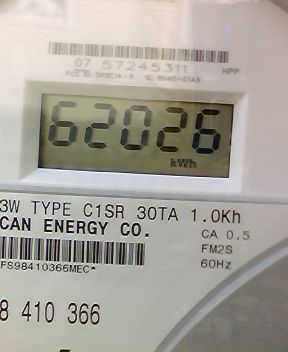 07 57245311
HPP
62026
kWh
3W TYPE C1SR 30TA 1.0Kh
CAN ENERGY CO.
CA 0.5
FM2S
FS98410366MEC*
60Hz
8 410 366